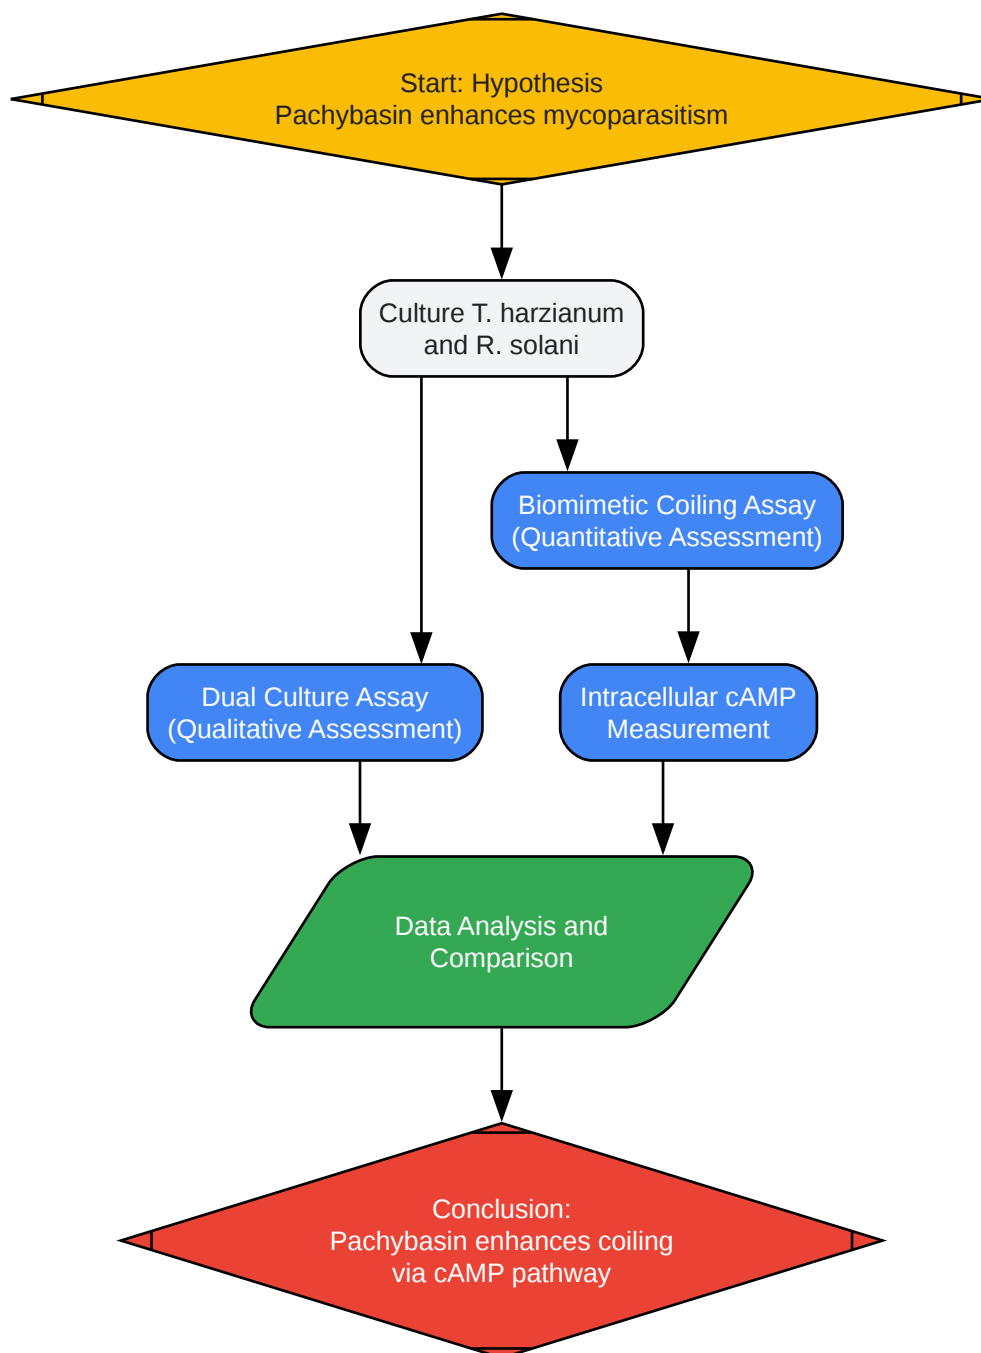 Start: Hypothesis
Pachybasin enhances mycoparasitism
Culture T. harzianum
and R. solani
Biomimetic Coiling Assay
(Quantitative Assessment)
Dual Culture Assay
(Qualitative Assessment)
Intracellular cAMP
Measurement
Data Analysis and
Comparison
Conclusion:
Pachybasin enhances coiling
via cAMP pathway